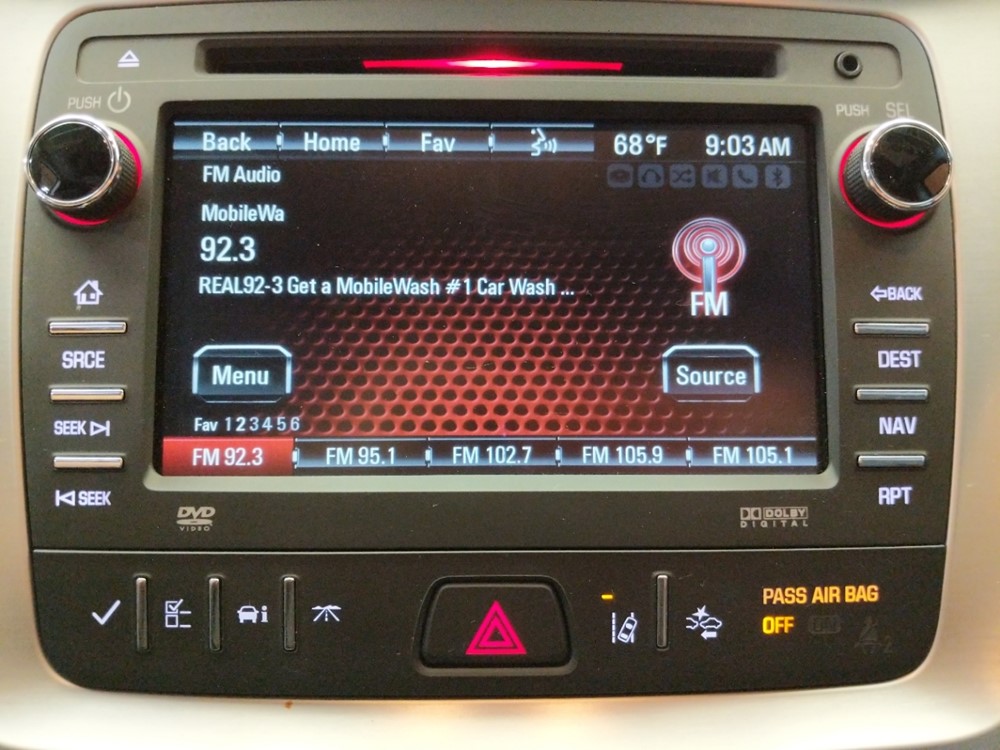 PUSH
PUSH SEL
Back Home Fav 68°F 9:03 AM
FM Audio
MobileWa
92.3
REAL92-3 Get a MobileWash #1 Car Wash ...
FM
BACK
SRCE
DEST
Menu
Source
SEEK
NAV
Fav 1 2 3 4 5 6
FM 92.3 FM 95.1 FM 102.7 FM 105.9 FM 105.1
SEEK
RPT
DVD
VIDEO
DOLBY
DIGITAL
i
PASS AIR BAG
OFF ON
2